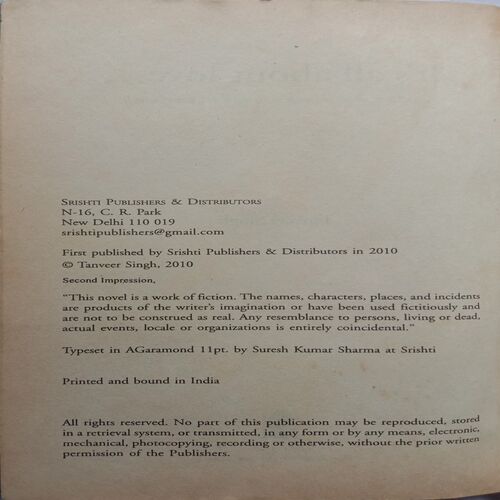 SRISHTI PUBLISHERS & DISTRIBUTORS
N-16, C. R. Park
New Delhi 110 019
srishtipublishers@gmail.com
First published by Srishti Publishers & Distributors in 2010
© Tanveer Singh, 2010
Second Impression,
“This novel is a work of fiction. The names, characters, places, and incidents
are products of the writer's imagination or have been used fictitiously and
are not to be construed as real. Any resemblance to persons, living or dead,
actual events, locale or organizations is entirely coincidental.”
Typeset in AGaramond 11pt. by Suresh Kumar Sharma at Srishti
Printed and bound in India
All rights reserved. No part of this publication may be reproduced, stored
in a retrieval system, or transmitted, in any form or by any means, electronic,
mechanical, photocopying, recording or otherwise, without the prior written
permission of the Publishers.